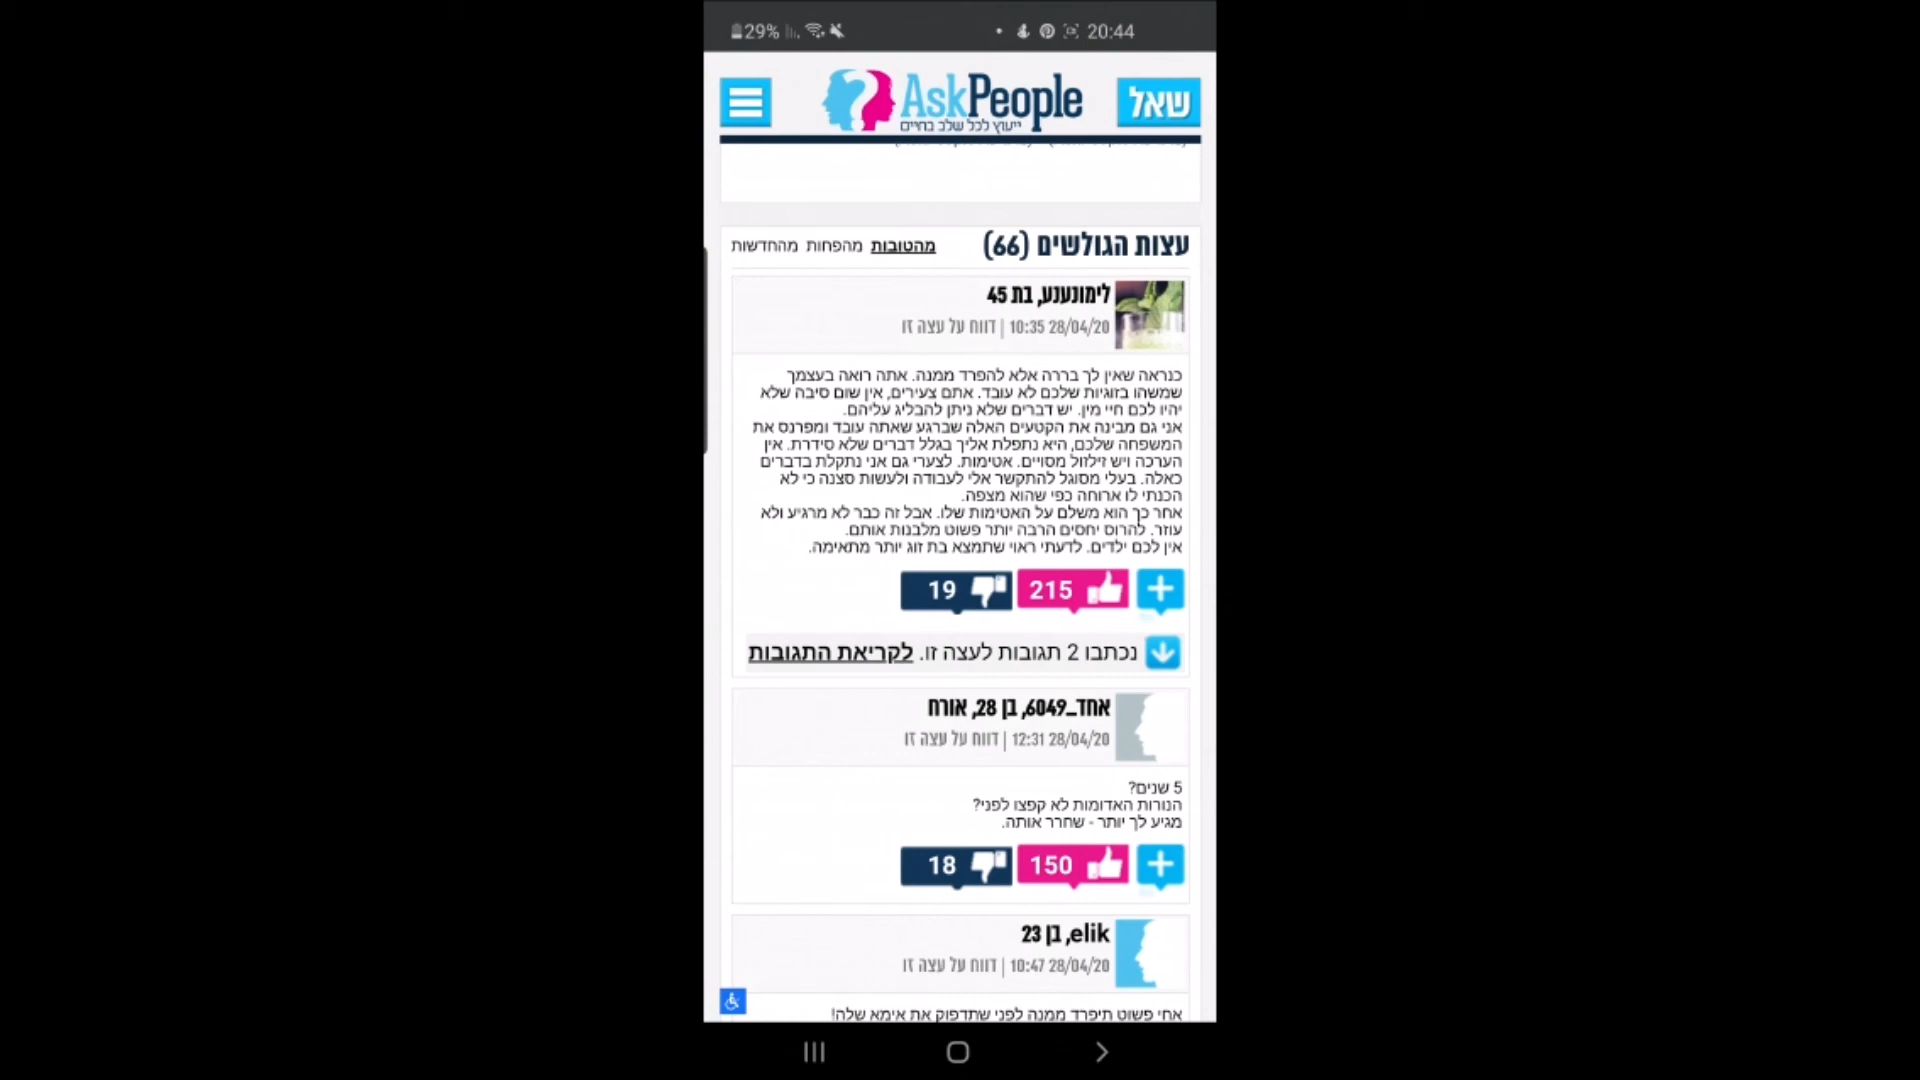 29%
20:44
AskPeople
ייעוץ לכל שלב בחיים
שאל
עצות הגולשים (66)
מהטובות מהפחות מהחדשות
לימונענע, בת 45
28/04/20 10:35 | דווח על עצה זו
כנראה שאין לך בררה אלא להפרד ממנה. אתה רואה בעצמך
שמשהו בזוגיות שלכם לא עובד. אתם צעירים, אין שום סיבה שלא
יהיו לכם חיי מין. יש דברים שלא ניתן להבליג עליהם.
אני גם מבינה את הקטעים האלה שברגע שאתה עובד ומפרנס את
המשפחה שלכם, היא נתפלת אליך בגלל דברים שלא סידרת. אין
הערכה ויש זילזול מסויים. אטימות. לצערי גם אני נתקלת בדברים
כאלה. בעלי מסוגל להתקשר אלי לעבודה ולעשות סצנה כי לא
הכנתי לו ארוחה כפי שהוא מצפה.
אחר כך הוא משלם על האטימות שלו. אבל זה כבר לא מרגיע ולא
עוזר. להרוס יחסים הרבה יותר פשוט מלבנות אותם.
אין לכם ילדים. לדעתי ראוי שתמצא בת זוג יותר מתאימה.
215 19
נכתבו 2 תגובות לעצה זו. לקריאת התגובות
אחד_6049, בן 28, אורח
28/04/20 12:31 | דווח על עצה זו
5 שנים?
הנורות האדומות לא קפצו לפני?
מגיע לך יותר - שחרר אותה.
150 18
elik, בן 23
28/04/20 10:47 | דווח על עצה זו
אחי פשוט תיפרד ממנה לפני שתדפוק את אימא שלה!